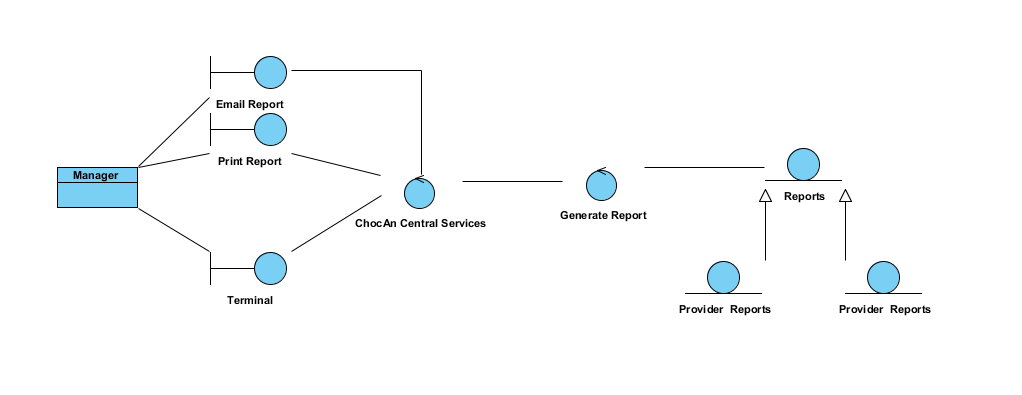 Email Report
Print Report
Manager
ChocAn Central Services
Generate Report
Reports
Terminal
Provider  Reports
Provider  Reports